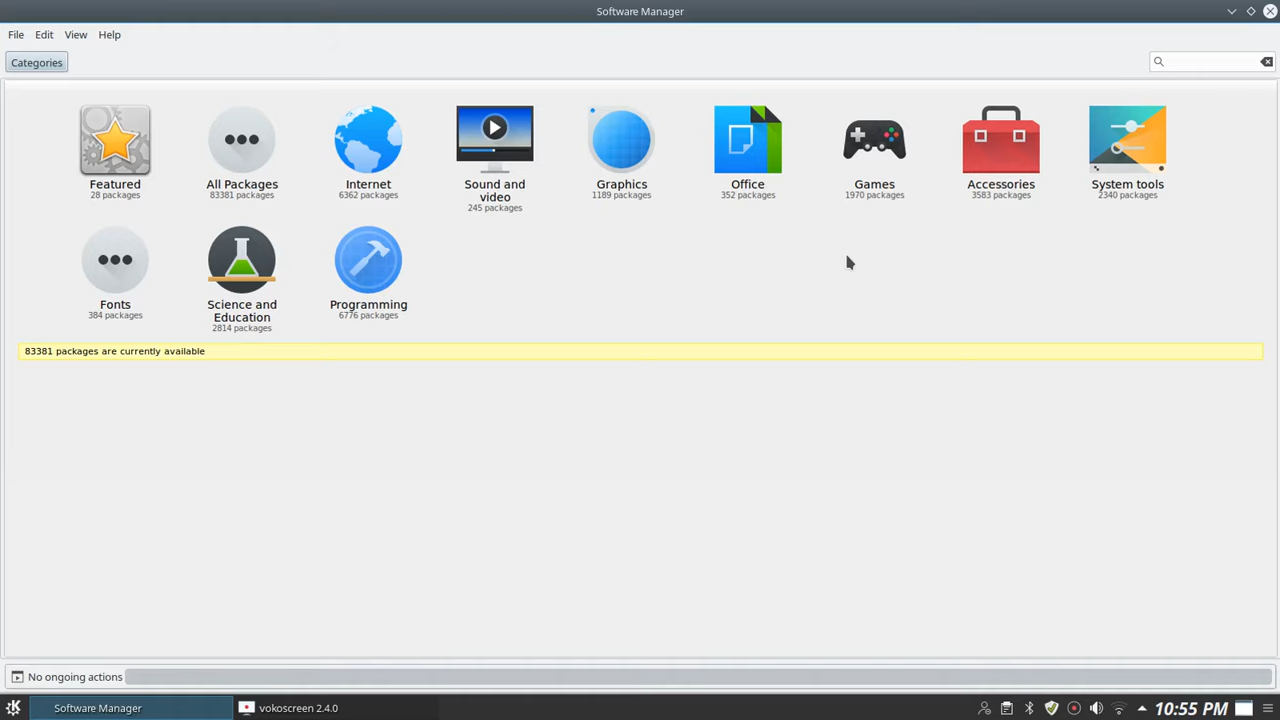 Software Manager
File Edit View Help
Categories
Featured
28 packages
All Packages
83381 packages
Internet
6362 packages
Sound and
video
245 packages
Graphics
1189 packages
Office
352 packages
Games
1970 packages
Accessories
3583 packages
System tools
2340 packages
Fonts
384 packages
Science and
Education
2814 packages
Programming
6776 packages
83381 packages are currently available
No ongoing actions
Software Manager vokoscreen 2.4.0 10:55 PM